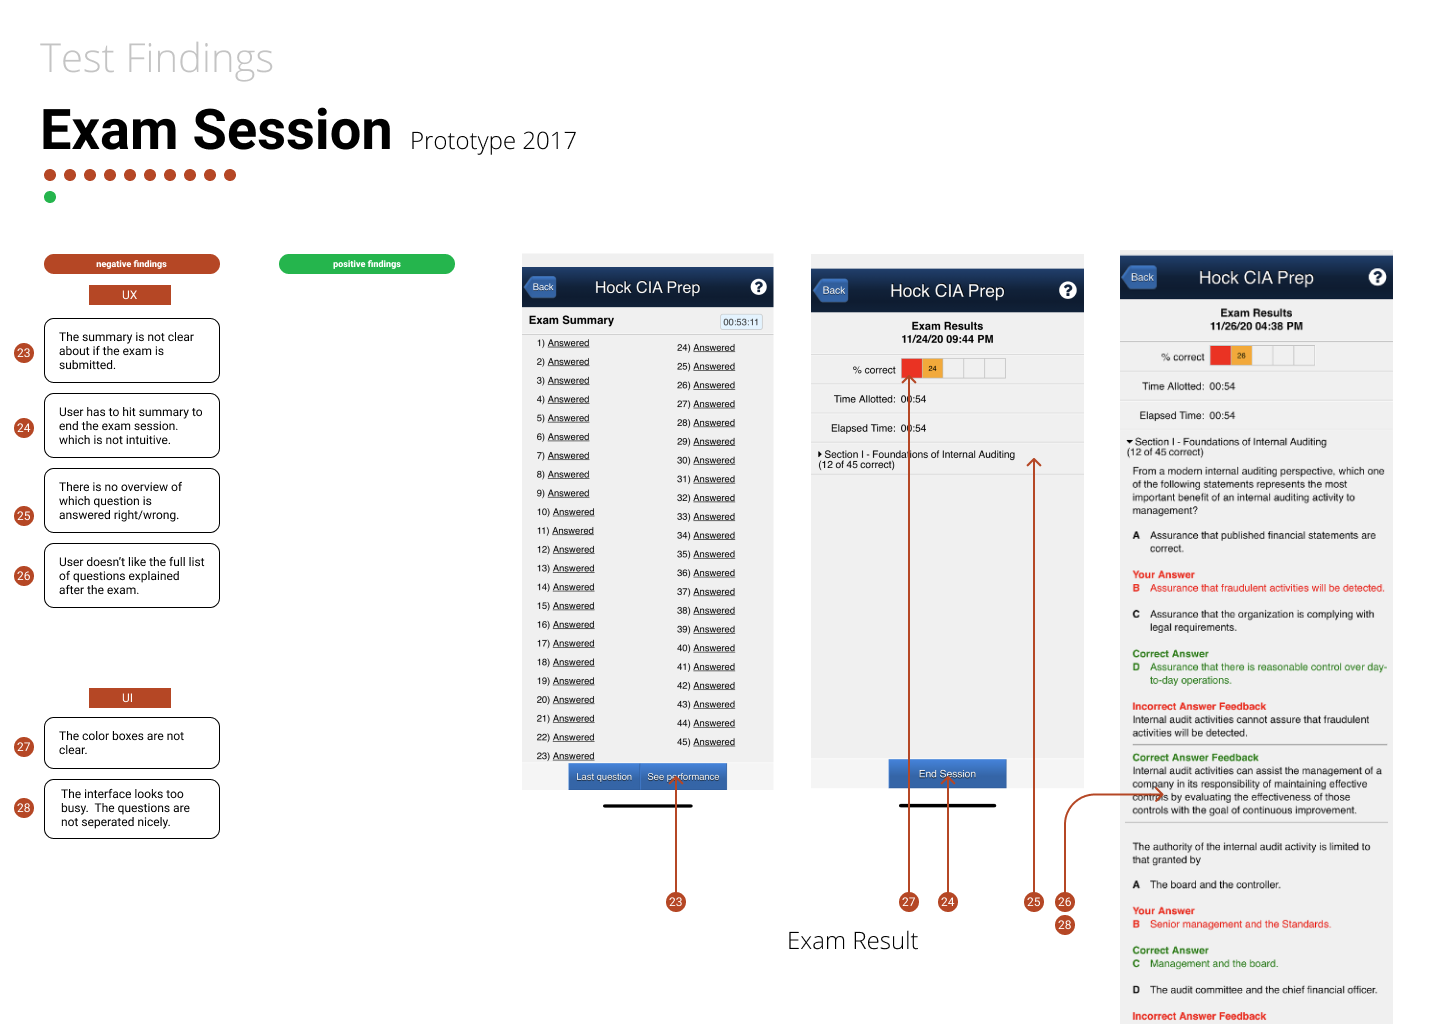 Test Findings
Exam Session Prototype 2017
negative findings
positive findings
UX
23
The summary is not clear
about if the exam is
submitted.
24
User has to hit summary to
end the exam session.
which is not intuitive.
25
There is no overview of
which question is
answered right/wrong.
26
User doesn't like the full list
of questions explained
after the exam.
UI
27
The color boxes are not
clear.
28
The interface looks too
busy. The questions are
not seperated nicely.
Back
Hock CIA Prep
?
Exam Summary
00:53:11
1) Answered
2) Answered
3) Answered
4) Answered
5) Answered
6) Answered
7) Answered
8) Answered
9) Answered
10) Answered
11) Answered
12) Answered
13) Answered
14) Answered
15) Answered
16) Answered
17) Answered
18) Answered
19) Answered
20) Answered
21) Answered
22) Answered
23) Answered
24) Answered
25) Answered
26) Answered
27) Answered
28) Answered
29) Answered
30) Answered
31) Answered
32) Answered
33) Answered
34) Answered
35) Answered
36) Answered
37) Answered
38) Answered
39) Answered
40) Answered
41) Answered
42) Answered
43) Answered
44) Answered
45) Answered
Last question
See performance
23
Back
Hock CIA Prep
?
Exam Results
11/24/20 09:44 PM
% correct
24
Time Allotted: 00:54
Elapsed Time: 00:54
Section I - Foundations of Internal Auditing
(12 of 45 correct)
End Session
27
24
25
26
28
Exam Result
Back
Hock CIA Prep
?
Exam Results
11/26/20 04:38 PM
% correct
26
Time Allotted: 00:54
Elapsed Time: 00:54
Section I - Foundations of Internal Auditing
(12 of 45 correct)
From a modern internal auditing perspective, which one
of the following statements represents the most
important benefit of an internal auditing activity to
management?
A Assurance that published financial statements are
correct.
Your Answer
B Assurance that fraudulent activities will be detected.
C Assurance that the organization is complying with
legal requirements.
Correct Answer
D Assurance that there is reasonable control over day-
to-day operations.
Incorrect Answer Feedback
Internal audit activities cannot assure that fraudulent
activities will be detected.
Correct Answer Feedback
Internal audit activities can assist the management of a
company in its responsibility of maintaining effective
controls by evaluating the effectiveness of those
controls with the goal of continuous improvement.
The authority of the internal audit activity is limited to
that granted by
A The board and the controller.
Your Answer
B Senior management and the Standards.
Correct Answer
C Management and the board.
D The audit committee and the chief financial officer.
Incorrect Answer Feedback